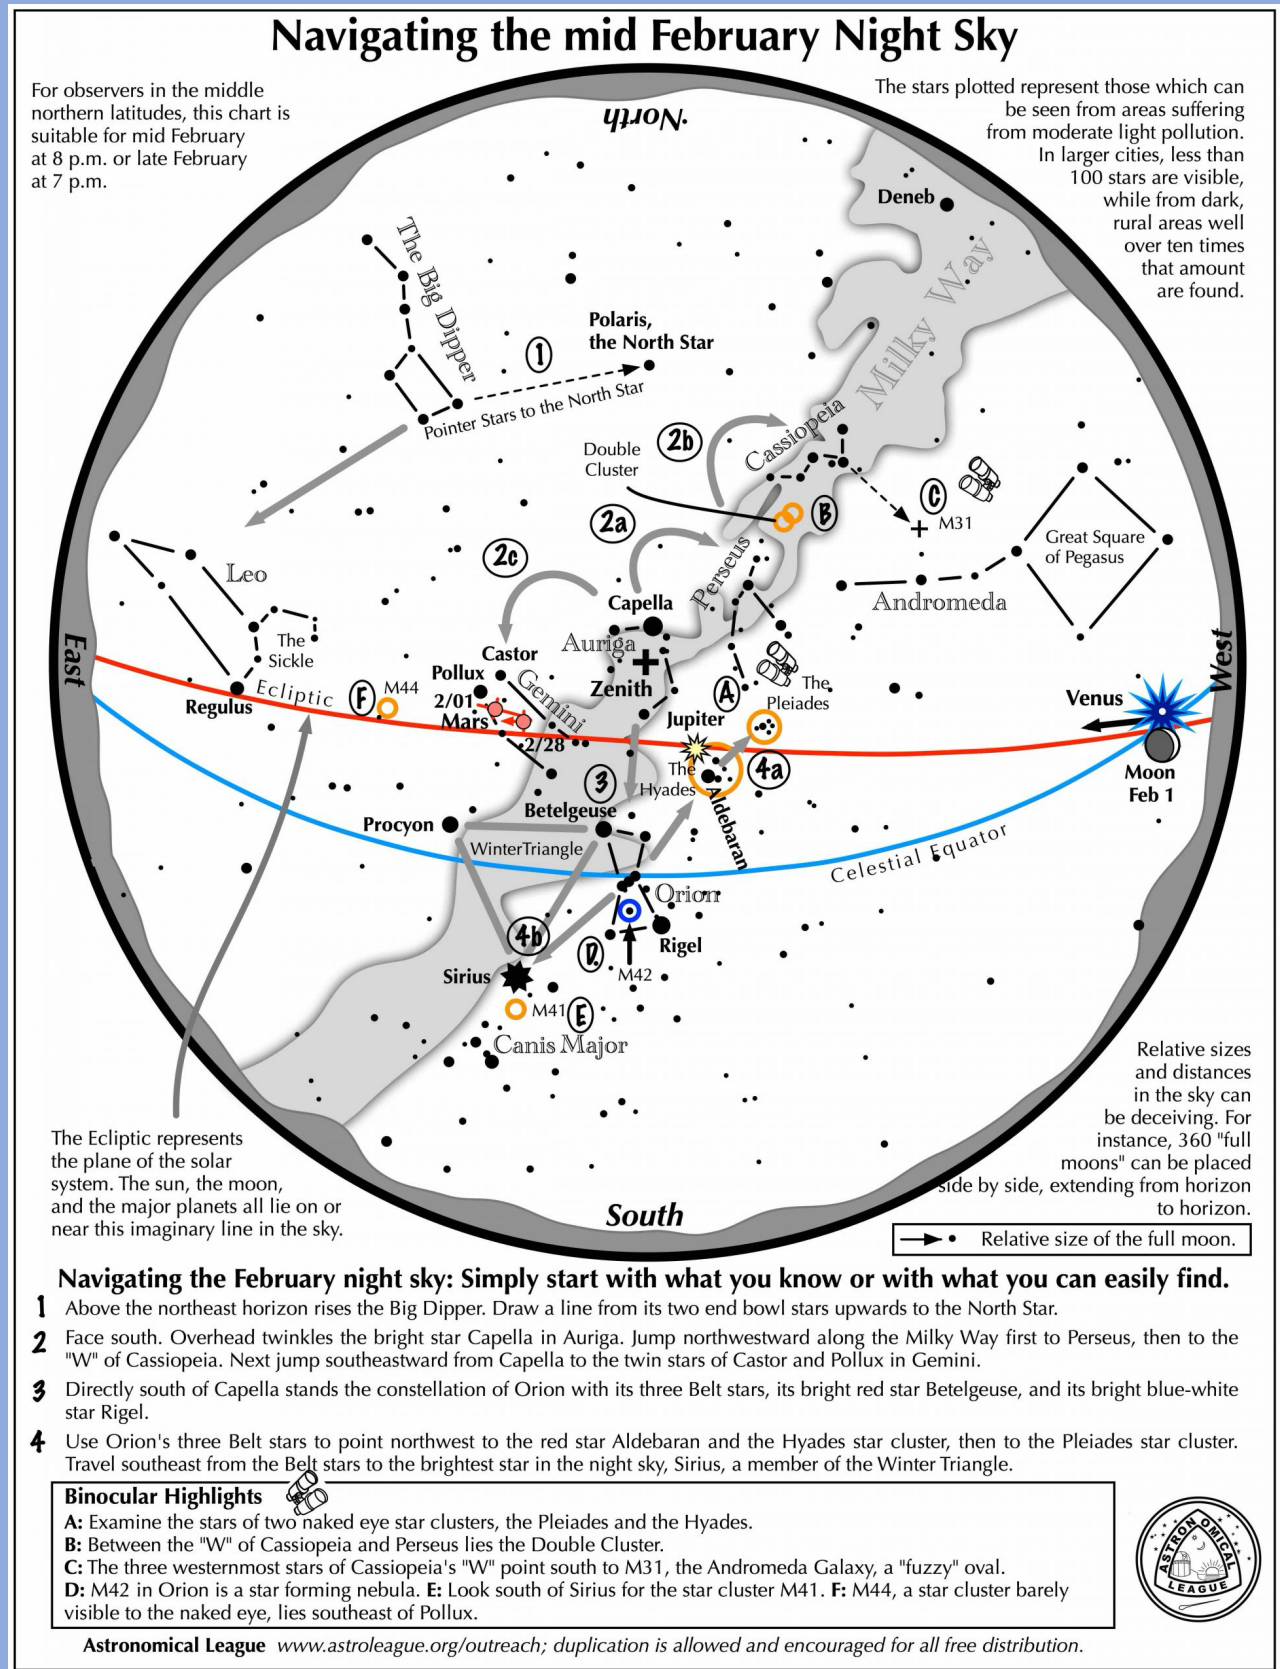 Navigating the mid February Night Sky
For observers in the middle
northern latitudes, this chart is
suitable for mid February
at 8 p.m. or late February
at 7 p.m.
The stars plotted represent those which can
be seen from areas suffering
from moderate light pollution.
In larger cities, less than
100 stars are visible,
while from dark,
rural areas well
over ten times
that amount
are found.
North
Deneb
The Big Dipper
Milky Way
Polaris,
the North Star
1
Pointer Stars to the North Star
Cassiopeia
2b
Double
Cluster
C
B
M31
2a
Great Square
of Pegasus
2c
Perseus
Leo
Andromeda
Capella
The
Sickle
Auriga
East
West
Castor
Zenith
Pollux
Gemini
A
The
Pleiades
Regulus
Ecliptic
F
M44
2/01
Mars
2/28
Jupiter
Venus
The
Hyades
4a
Aldebaran
Moon
Feb 1
3
Betelgeuse
Procyon
WinterTriangle
Celestial Equator
Orion
4b
D.
Rigel
M42
Sirius
M41
E
Canis Major
Relative sizes
and distances
in the sky can
be deceiving. For
instance, 360 "full
moons" can be placed
side by side, extending from horizon
to horizon.
The Ecliptic represents
the plane of the solar
system. The sun, the moon,
and the major planets all lie on or
near this imaginary line in the sky.
South
Relative size of the full moon.
Navigating the February night sky: Simply start with what you know or with what you can easily find.
1 Above the northeast horizon rises the Big Dipper. Draw a line from its two end bowl stars upwards to the North Star.
2 Face south. Overhead twinkles the bright star Capella in Auriga. Jump northwestward along the Milky Way first to Perseus, then to the
"W" of Cassiopeia. Next jump southeastward from Capella to the twin stars of Castor and Pollux in Gemini.
3 Directly south of Capella stands the constellation of Orion with its three Belt stars, its bright red star Betelgeuse, and its bright blue-white
star Rigel.
4 Use Orion's three Belt stars to point northwest to the red star Aldebaran and the Hyades star cluster, then to the Pleiades star cluster.
Travel southeast from the Belt stars to the brightest star in the night sky, Sirius, a member of the Winter Triangle.
Binocular Highlights
A: Examine the stars of two naked eye star clusters, the Pleiades and the Hyades.
B: Between the "W" of Cassiopeia and Perseus lies the Double Cluster.
C: The three westernmost stars of Cassiopeia's "W" point south to M31, the Andromeda Galaxy, a "fuzzy" oval.
D: M42 in Orion is a star forming nebula. E: Look south of Sirius for the star cluster M41. F: M44, a star cluster barely
visible to the naked eye, lies southeast of Pollux.
ASTRONOMICAL
LEAGUE
Astronomical League www.astroleague.org/outreach; duplication is allowed and encouraged for all free distribution.